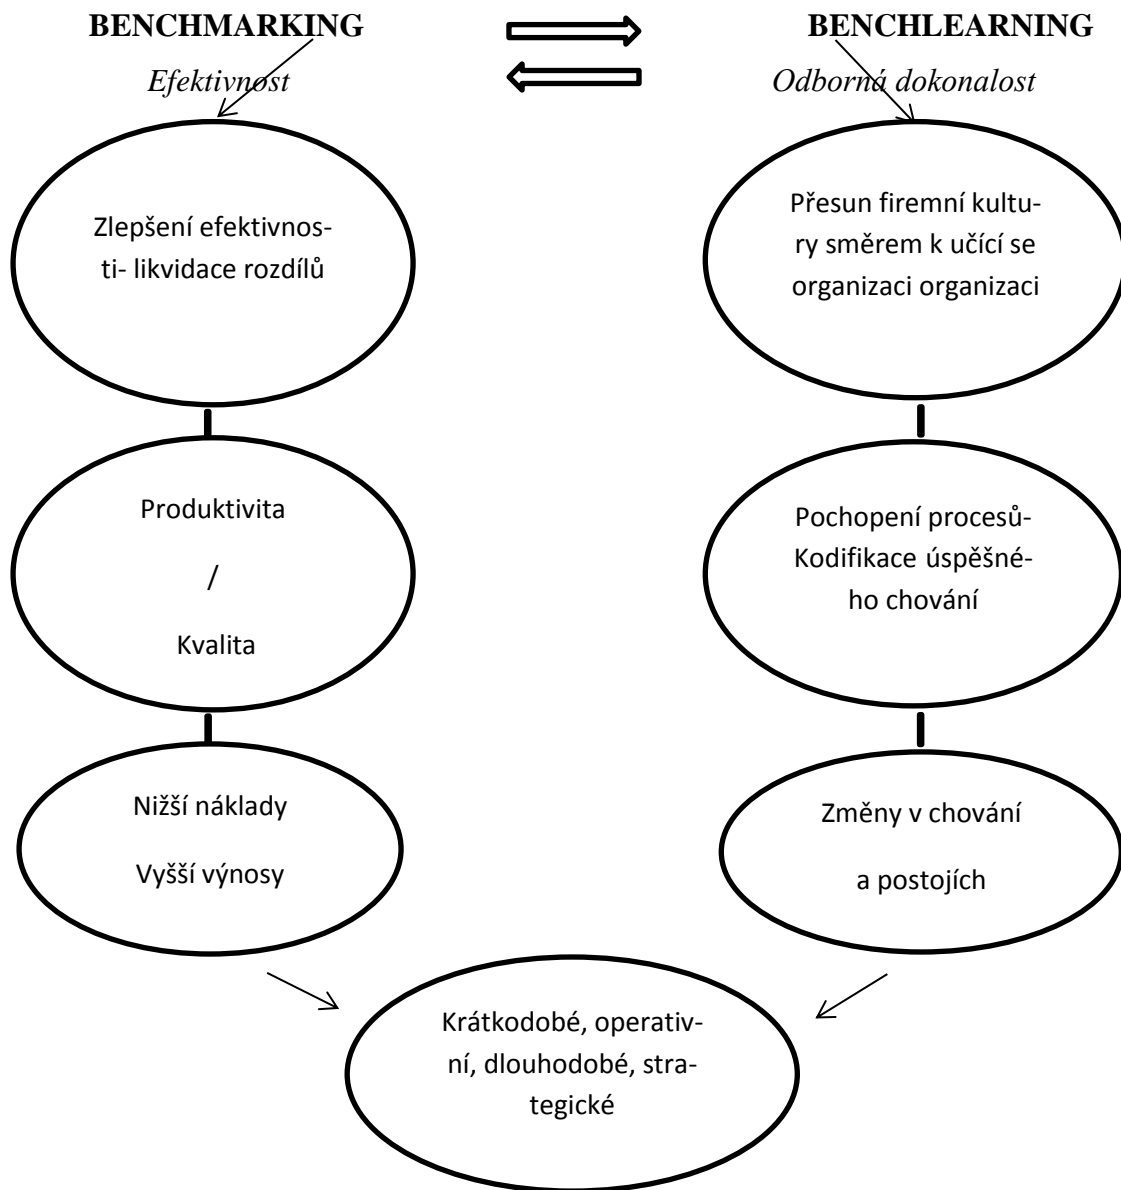 BENCHMARKING
BENCHLEARNING
Efektivnost
Odborná dokonalost
Zlepšení efektivnos-
ti- likvidace rozdílů
Přesun firemní kultu-
ry směrem k učící se
organizaci organizaci
Produktivita
/
Kvalita
Pochopení procesů-
Kodifikace úspěšné-
ho chování
Nižší náklady
Vyšší výnosy
Změny v chování
a postojích
Krátkodobé, operativ-
ní, dlouhodobé, stra-
tegické